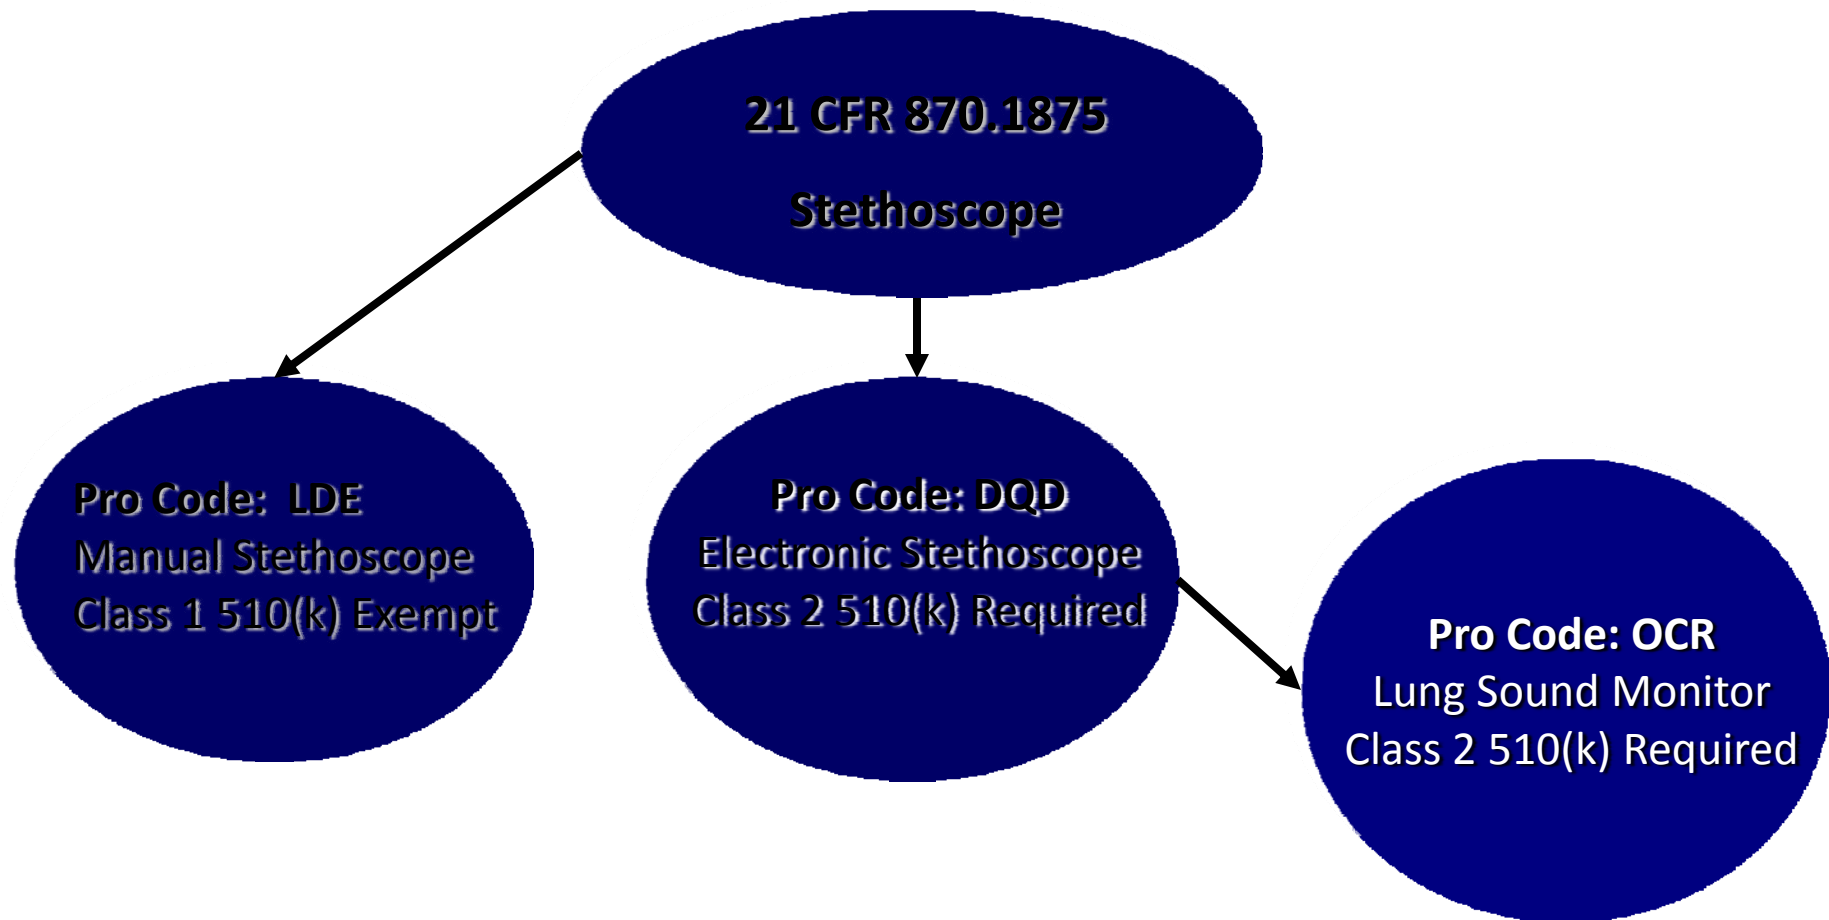 21 CFR 870.1875
Stethoscope
Pro Code:  LDE
Manual Stethoscope
Class 1 510(k) Exempt
Pro Code: DQD
Electronic Stethoscope
Class 2 510(k) Required
Pro Code: OCR
Lung Sound Monitor
Class 2 510(k) Required